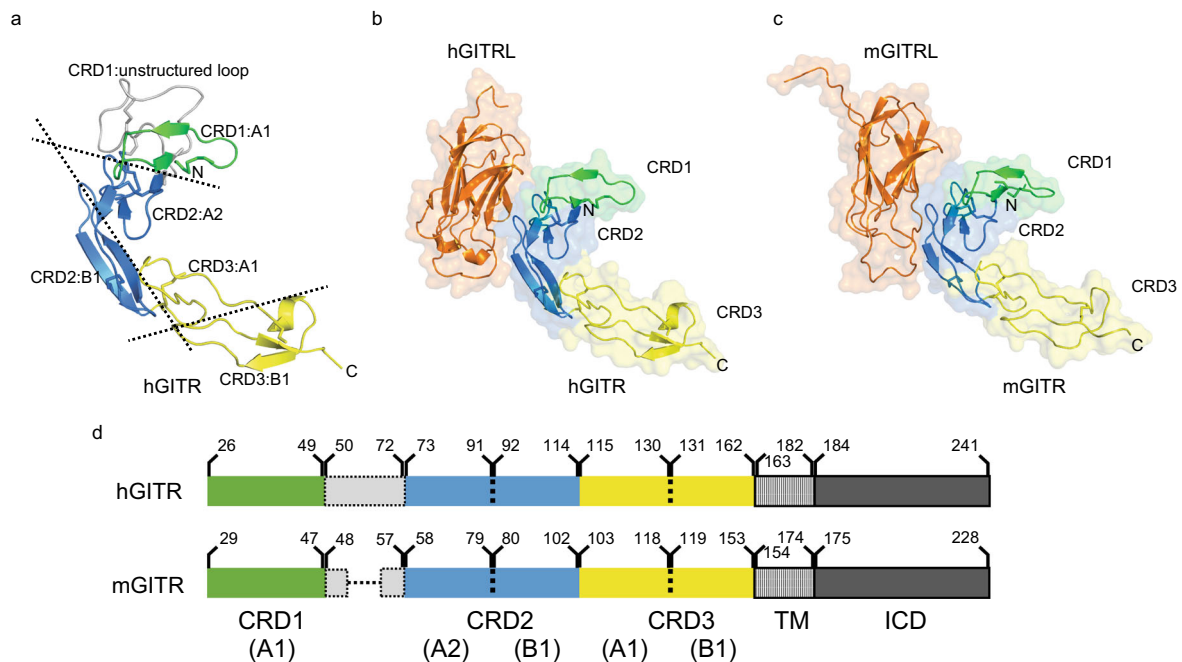 a
b
c
hGITRL
mGITRL
CRD1:unstructured loop
CRD1:A1
N
CRD2:A2
CRD2:B1
CRD3:A1
CRD3:B1
C
hGITR
CRD1
N
CRD2
CRD3
C
hGITR
CRD1
N
CRD2
CRD3
C
mGITR
d
26 49 50 72 73 91 92 114 115 130 131 162 182 184 241
163
hGITR
29 47 48 57 58 79 80 102 103 118 119 153 174 175 228
154
mGITR
CRD1 CRD2 CRD3 TM ICD
(A1) (A2) (B1) (A1) (B1)